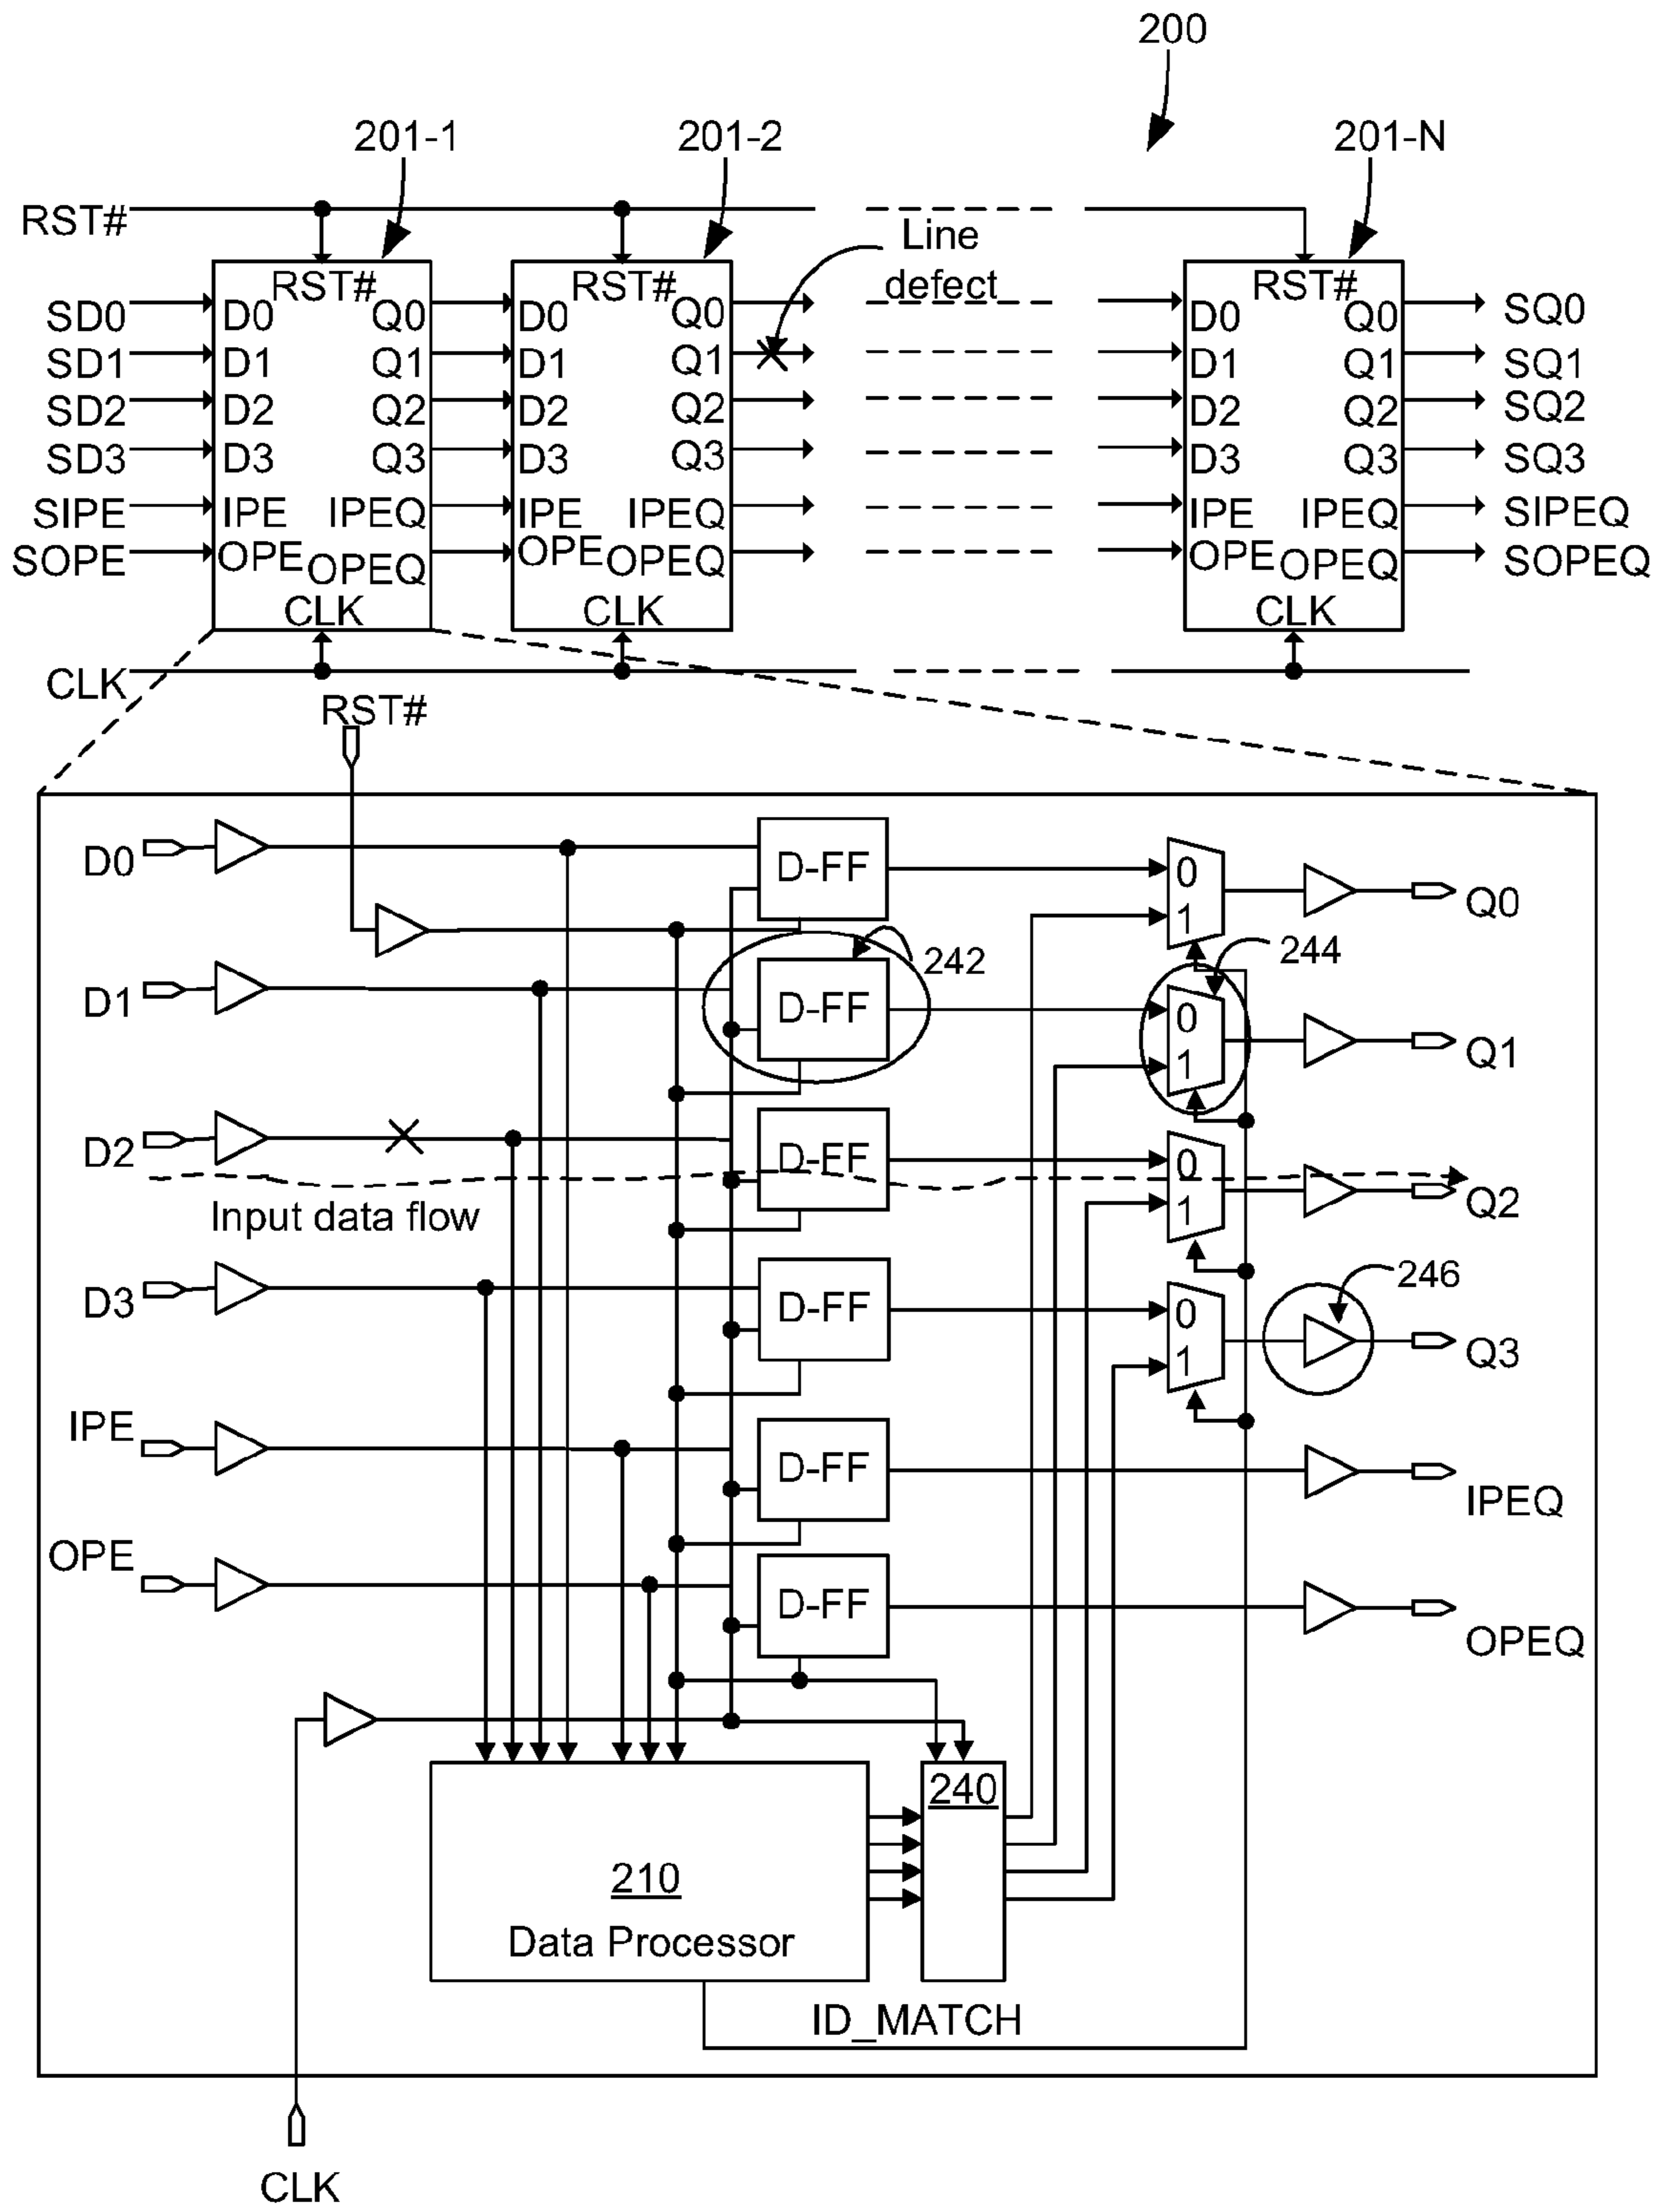 200
201-1
201-2
201-N
RST#
Line
defect
RST#
RST#
RST#
SD0
D0
Q0
D0
Q0
D0
Q0
SQ0
SD1
D1
Q1
D1
Q1
D1
Q1
SQ1
SD2
D2
Q2
D2
Q2
D2
Q2
SQ2
SD3
D3
Q3
D3
Q3
D3
Q3
SQ3
SIPE
IPE
IPEQ
IPE
IPEQ
IPE
IPEQ
SIPEQ
SOPE
OPE
OPEQ
OPE
OPEQ
OPE
OPEQ
SOPEQ
CLK
CLK
CLK
CLK
RST#
D0
D-FF
0
1
Q0
242
244
D1
D-FF
0
1
Q1
D2
D-FF
0
1
Q2
Input data flow
246
D3
D-FF
0
1
Q3
IPE
D-FF
IPEQ
OPE
D-FF
OPEQ
240
210
Data Processor
ID_MATCH
CLK